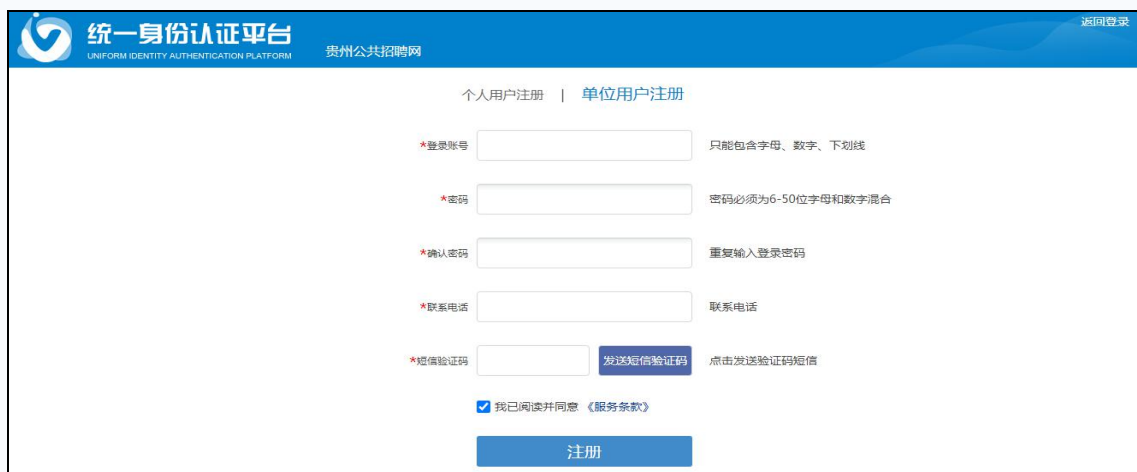 返回登录
统一身份认证平台
UNIFORM IDENTITY AUTHENTICATION PLATFORM
贵州公共招聘网
个人用户注册 | 单位用户注册
*登录账号 只能包含字母、数字、下划线
*密码 密码必须为6-50位字母和数字混合
*确认密码 重复输入登录密码
*联系电话 联系电话
*短信验证码 发送短信验证码 点击发送验证码短信
我已阅读并同意 《服务条款》
注册